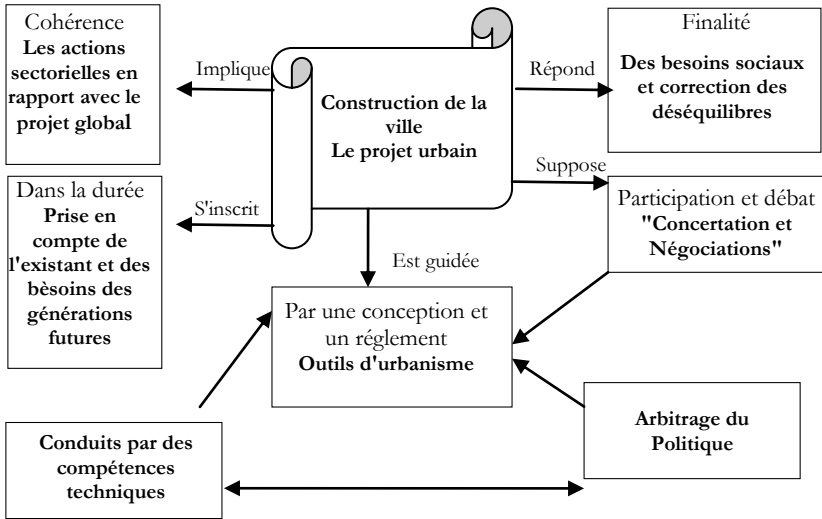 Cohérence
Les actions
sectorielles en
rapport avec le
projet global
Implique
Construction de la
ville
Le projet urbain
Répond
Finalité
Des besoins sociaux
et correction des
déséquilibres
Suppose
Dans la durée
Prise en
compte de
l'existant et des
bèsoins des
générations
futures
S'inscrit
Participation et débat
"Concertation et
Négociations"
Est guidée
Par une conception et
un réglement
Outils d'urbanisme
Conduits par des
compétences
techniques
Arbitrage du
Politique